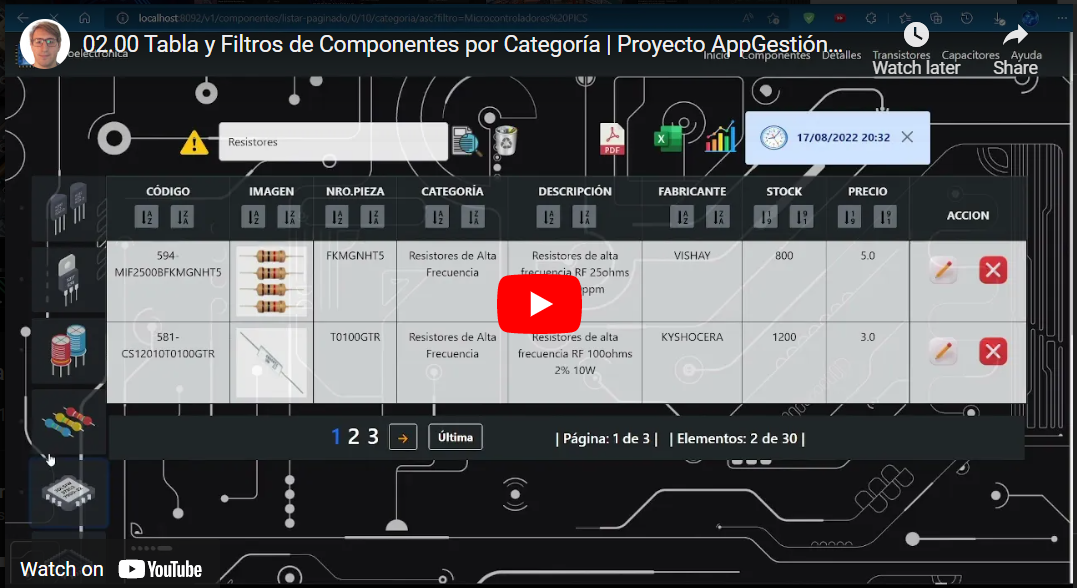 localhost:8092/v1/componentes/listar-paginado/0/10/categoria/asc?filtro=Microcontroladores%20PICS
02.00 Tabla y Filtros de Componentes por Categoría | Proyecto AppGestión...
Inicio Componentes Detalles Transistores Capacitores Ayuda
Watch later Share
Resistores
PDF
17/08/2022 20:32
CÓDIGO IMAGEN NRO.PIEZA CATEGORÍA DESCRIPCIÓN FABRICANTE STOCK PRECIO
ACCION
594-
MIF2500BFKMGNHT5
FKMGNHT5
Resistores de Alta
Frecuencia
Resistores de alta
frecuencia RF 25ohms
ppm
VISHAY
800
5.0
581-
CS12010T0100GTR
T0100GTR
Resistores de Alta
Frecuencia
Resistores de alta
frecuencia RF 100ohms
2% 10W
KYSHOCERA
1200
3.0
1 2 3 → Última | Página: 1 de 3 | | Elementos: 2 de 30 |
Watch on YouTube